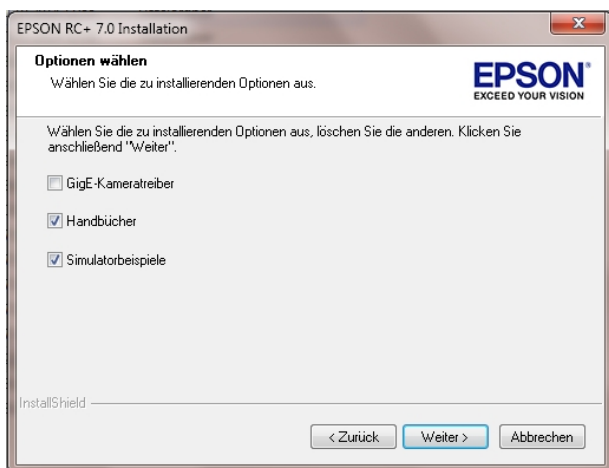 EPSON RC+ 7.0 Installation
Optionen wählen
Wählen Sie die zu installierenden Optionen aus.
EPSON®
EXCEED YOUR VISION
Wählen Sie die zu installierenden Optionen aus, löschen Sie die anderen. Klicken Sie
anschließend "Weiter".
GigE-Kameratreiber
Handbücher
Simulatorbeispiele
InstallShield
< Zurück
Weiter >
Abbrechen